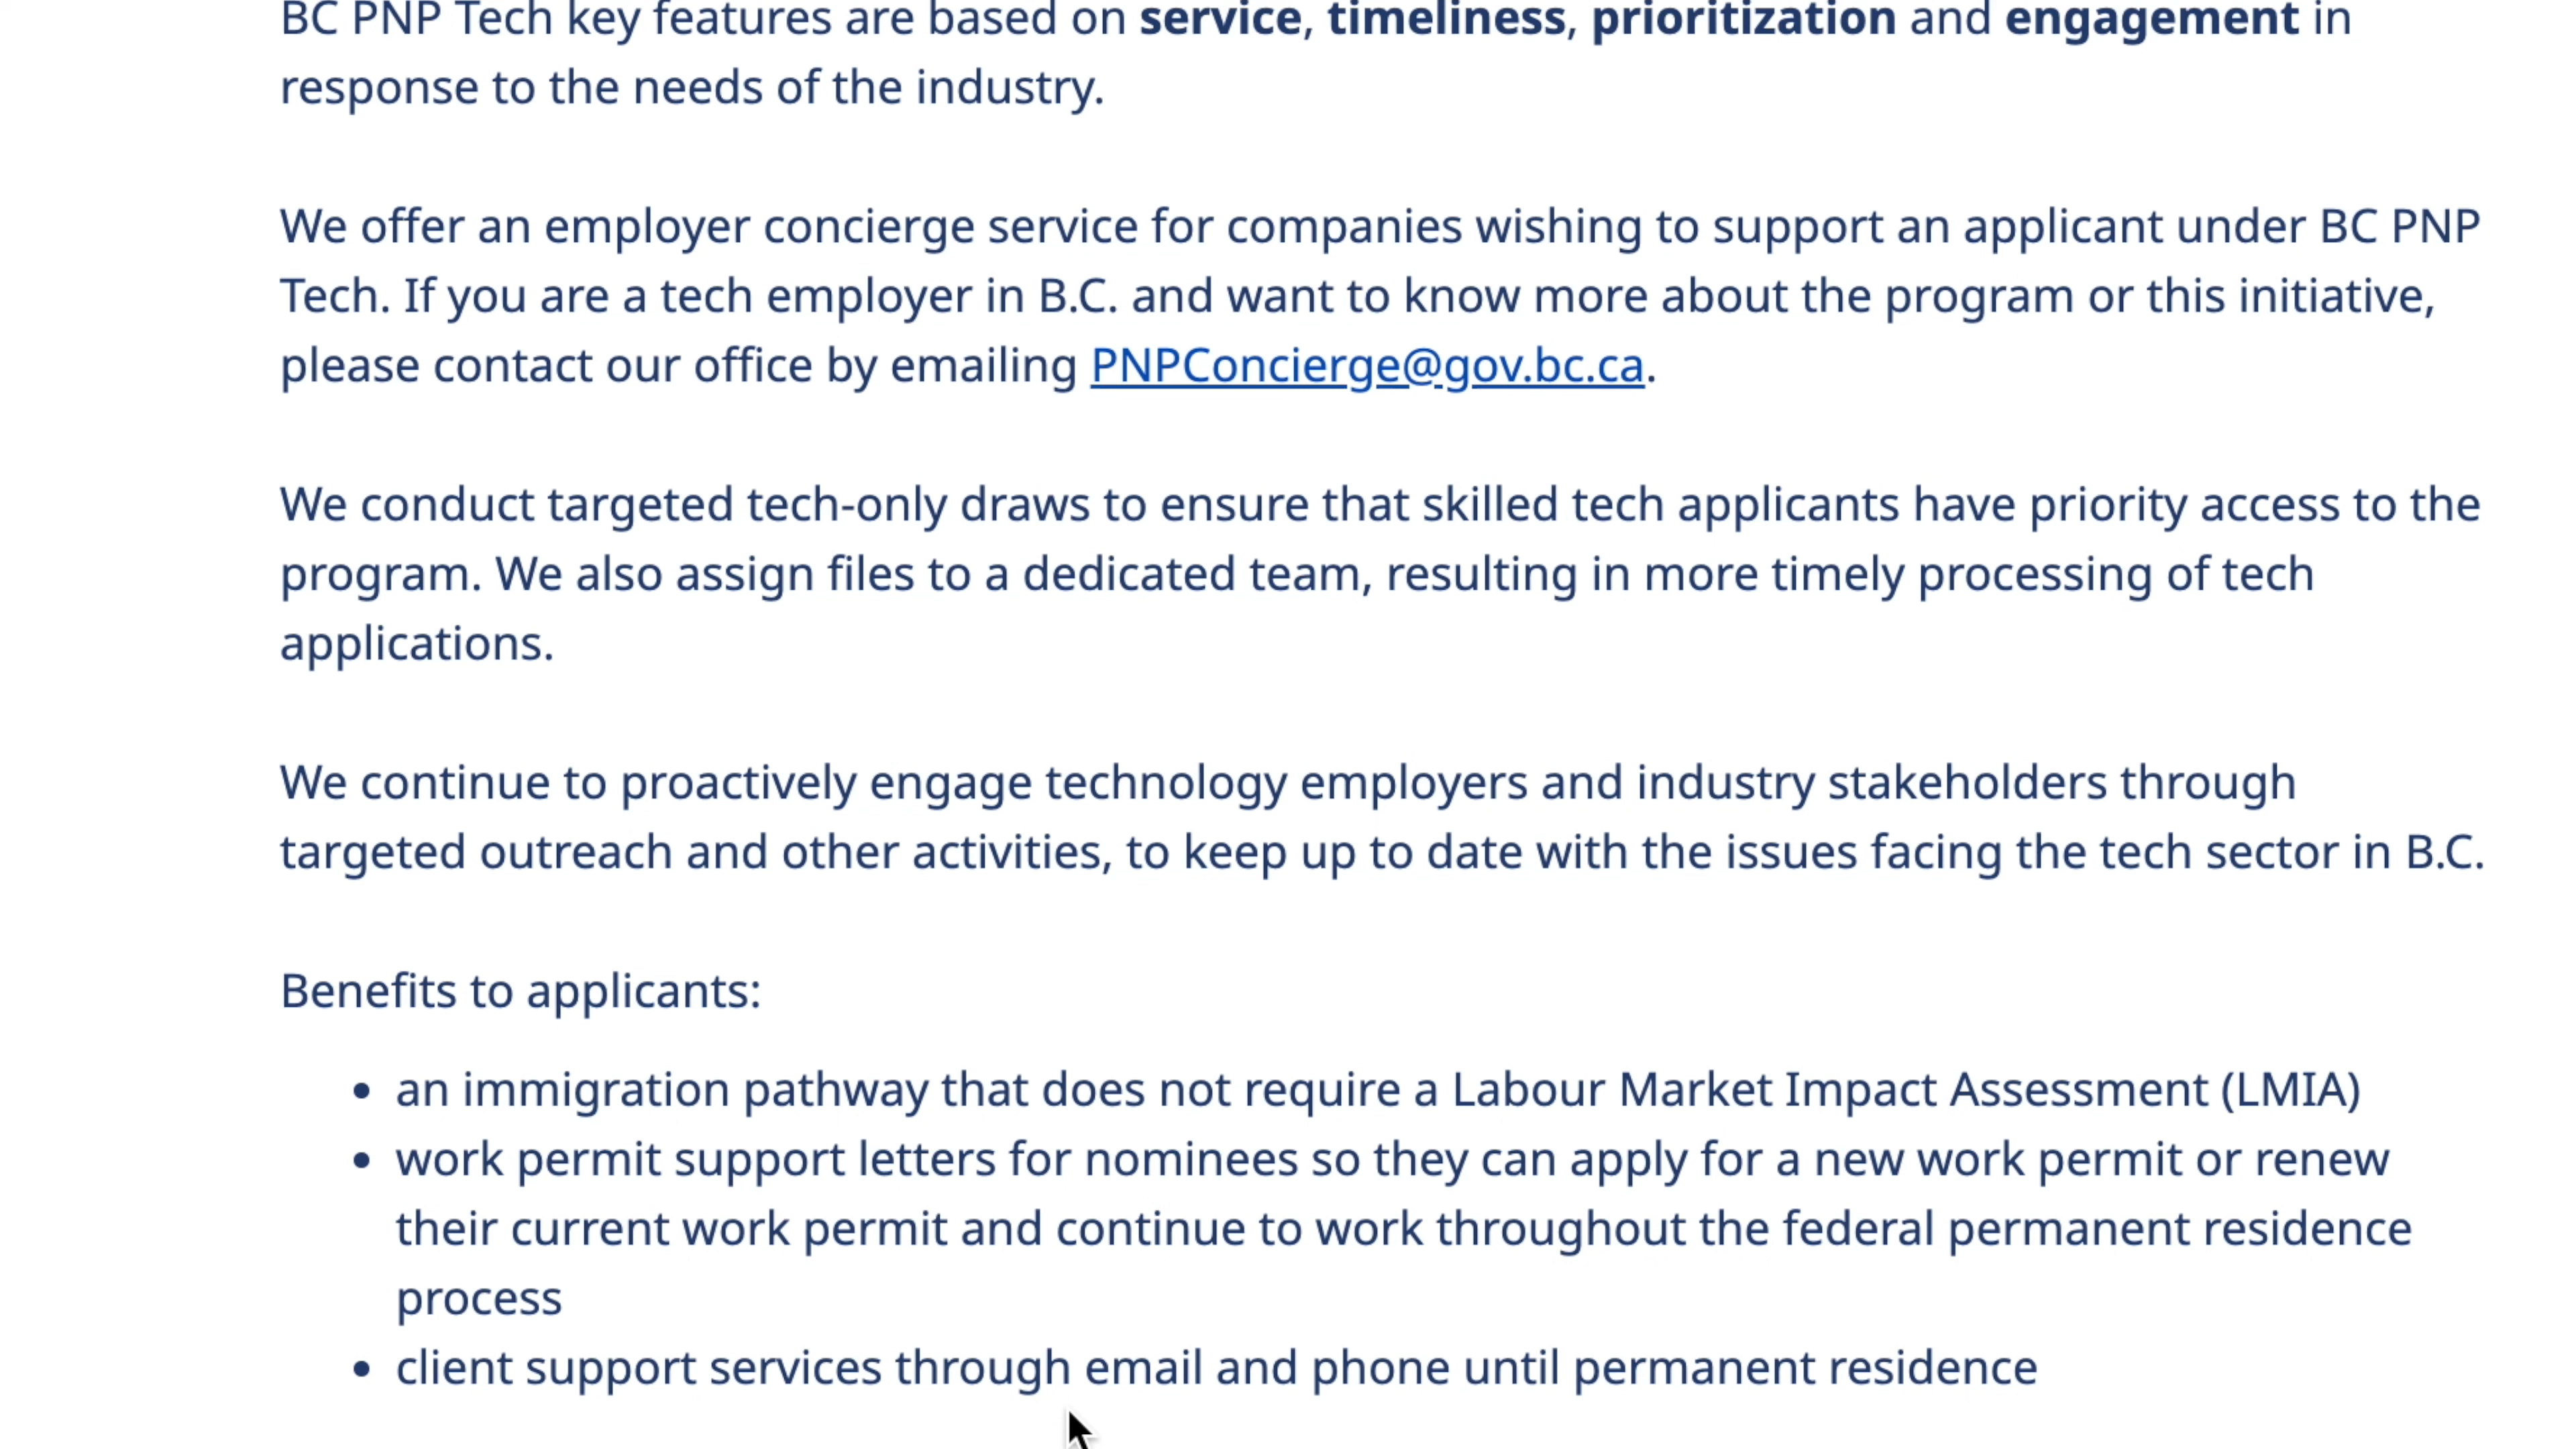 BC PNP Tech key features are based on service, timeliness, prioritization and engagement in
response to the needs of the industry.
We offer an employer concierge service for companies wishing to support an applicant under BC PNP
Tech. If you are a tech employer in B.C. and want to know more about the program or this initiative,
please contact our office by emailing PNPConcierge@gov.bc.ca.
We conduct targeted tech-only draws to ensure that skilled tech applicants have priority access to the
program. We also assign files to a dedicated team, resulting in more timely processing of tech
applications.
We continue to proactively engage technology employers and industry stakeholders through
targeted outreach and other activities, to keep up to date with the issues facing the tech sector in B.C.
Benefits to applicants:
• an immigration pathway that does not require a Labour Market Impact Assessment (LMIA)
• work permit support letters for nominees so they can apply for a new work permit or renew
their current work permit and continue to work throughout the federal permanent residence
process
• client support services through email and phone until permanent residence